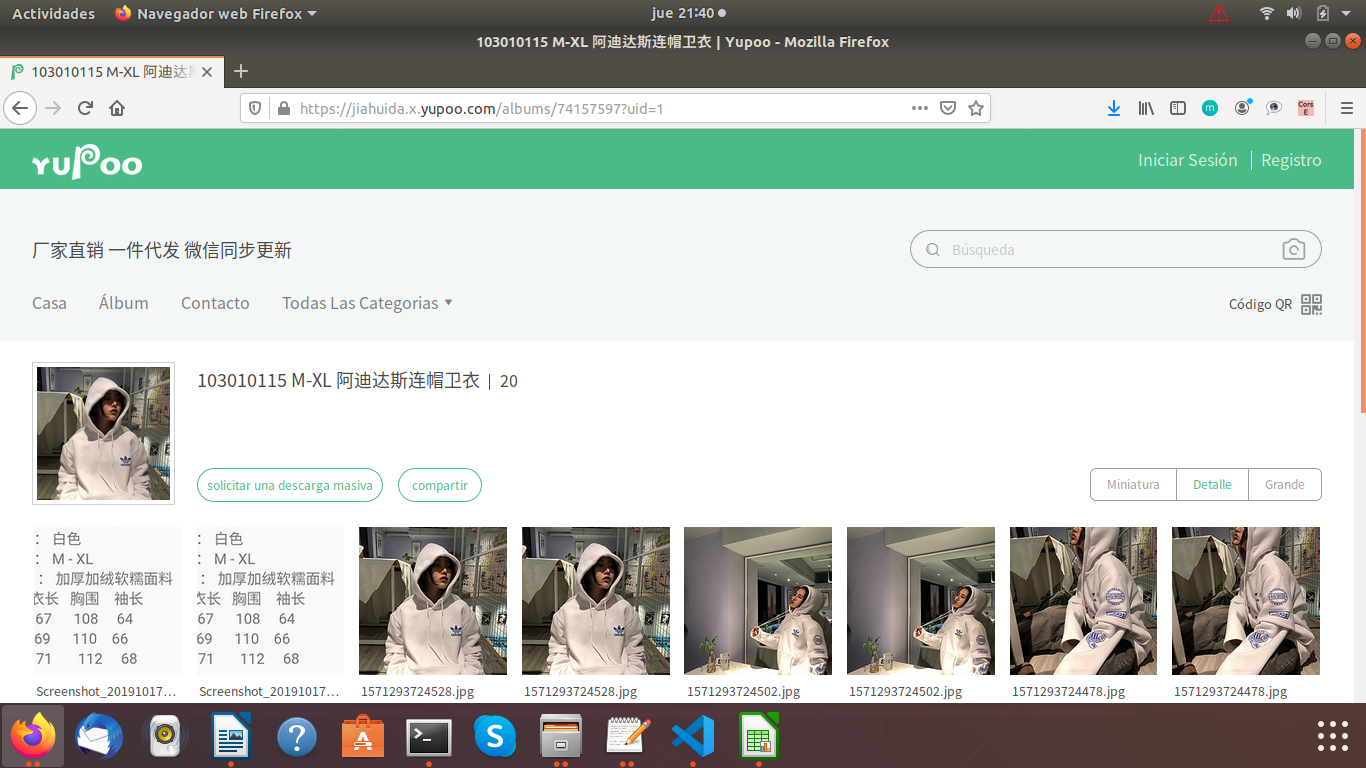 Actividades Navegador web Firefox jue 21:40
103010115 M-XL 阿迪达斯连帽卫衣 | Yupoo - Mozilla Firefox
103010115 M-XL 阿迪达斯
https://jiahuida.x.yupoo.com/albums/74157597?uid=1
m
Cors
E
YUPOO
Iniciar Sesión | Registro
厂家直销 一件代发 微信同步更新
Búsqueda
Casa Álbum Contacto Todas Las Categorias
Código QR
103010115 M-XL 阿迪达斯连帽卫衣 | 20
solicitar una descarga masiva compartir
Miniatura Detalle Grande
: 白色
: M - XL
: 加厚加绒软糯面料
衣长 胸围 袖长
67 108 64
69 110 66
71 112 68
: 白色
: M - XL
: 加厚加绒软糯面料
衣长 胸围 袖长
67 108 64
69 110 66
71 112 68
Screenshot_20191017… Screenshot_20191017… 1571293724528.jpg 1571293724528.jpg 1571293724502.jpg 1571293724502.jpg 1571293724478.jpg 1571293724478.jpg